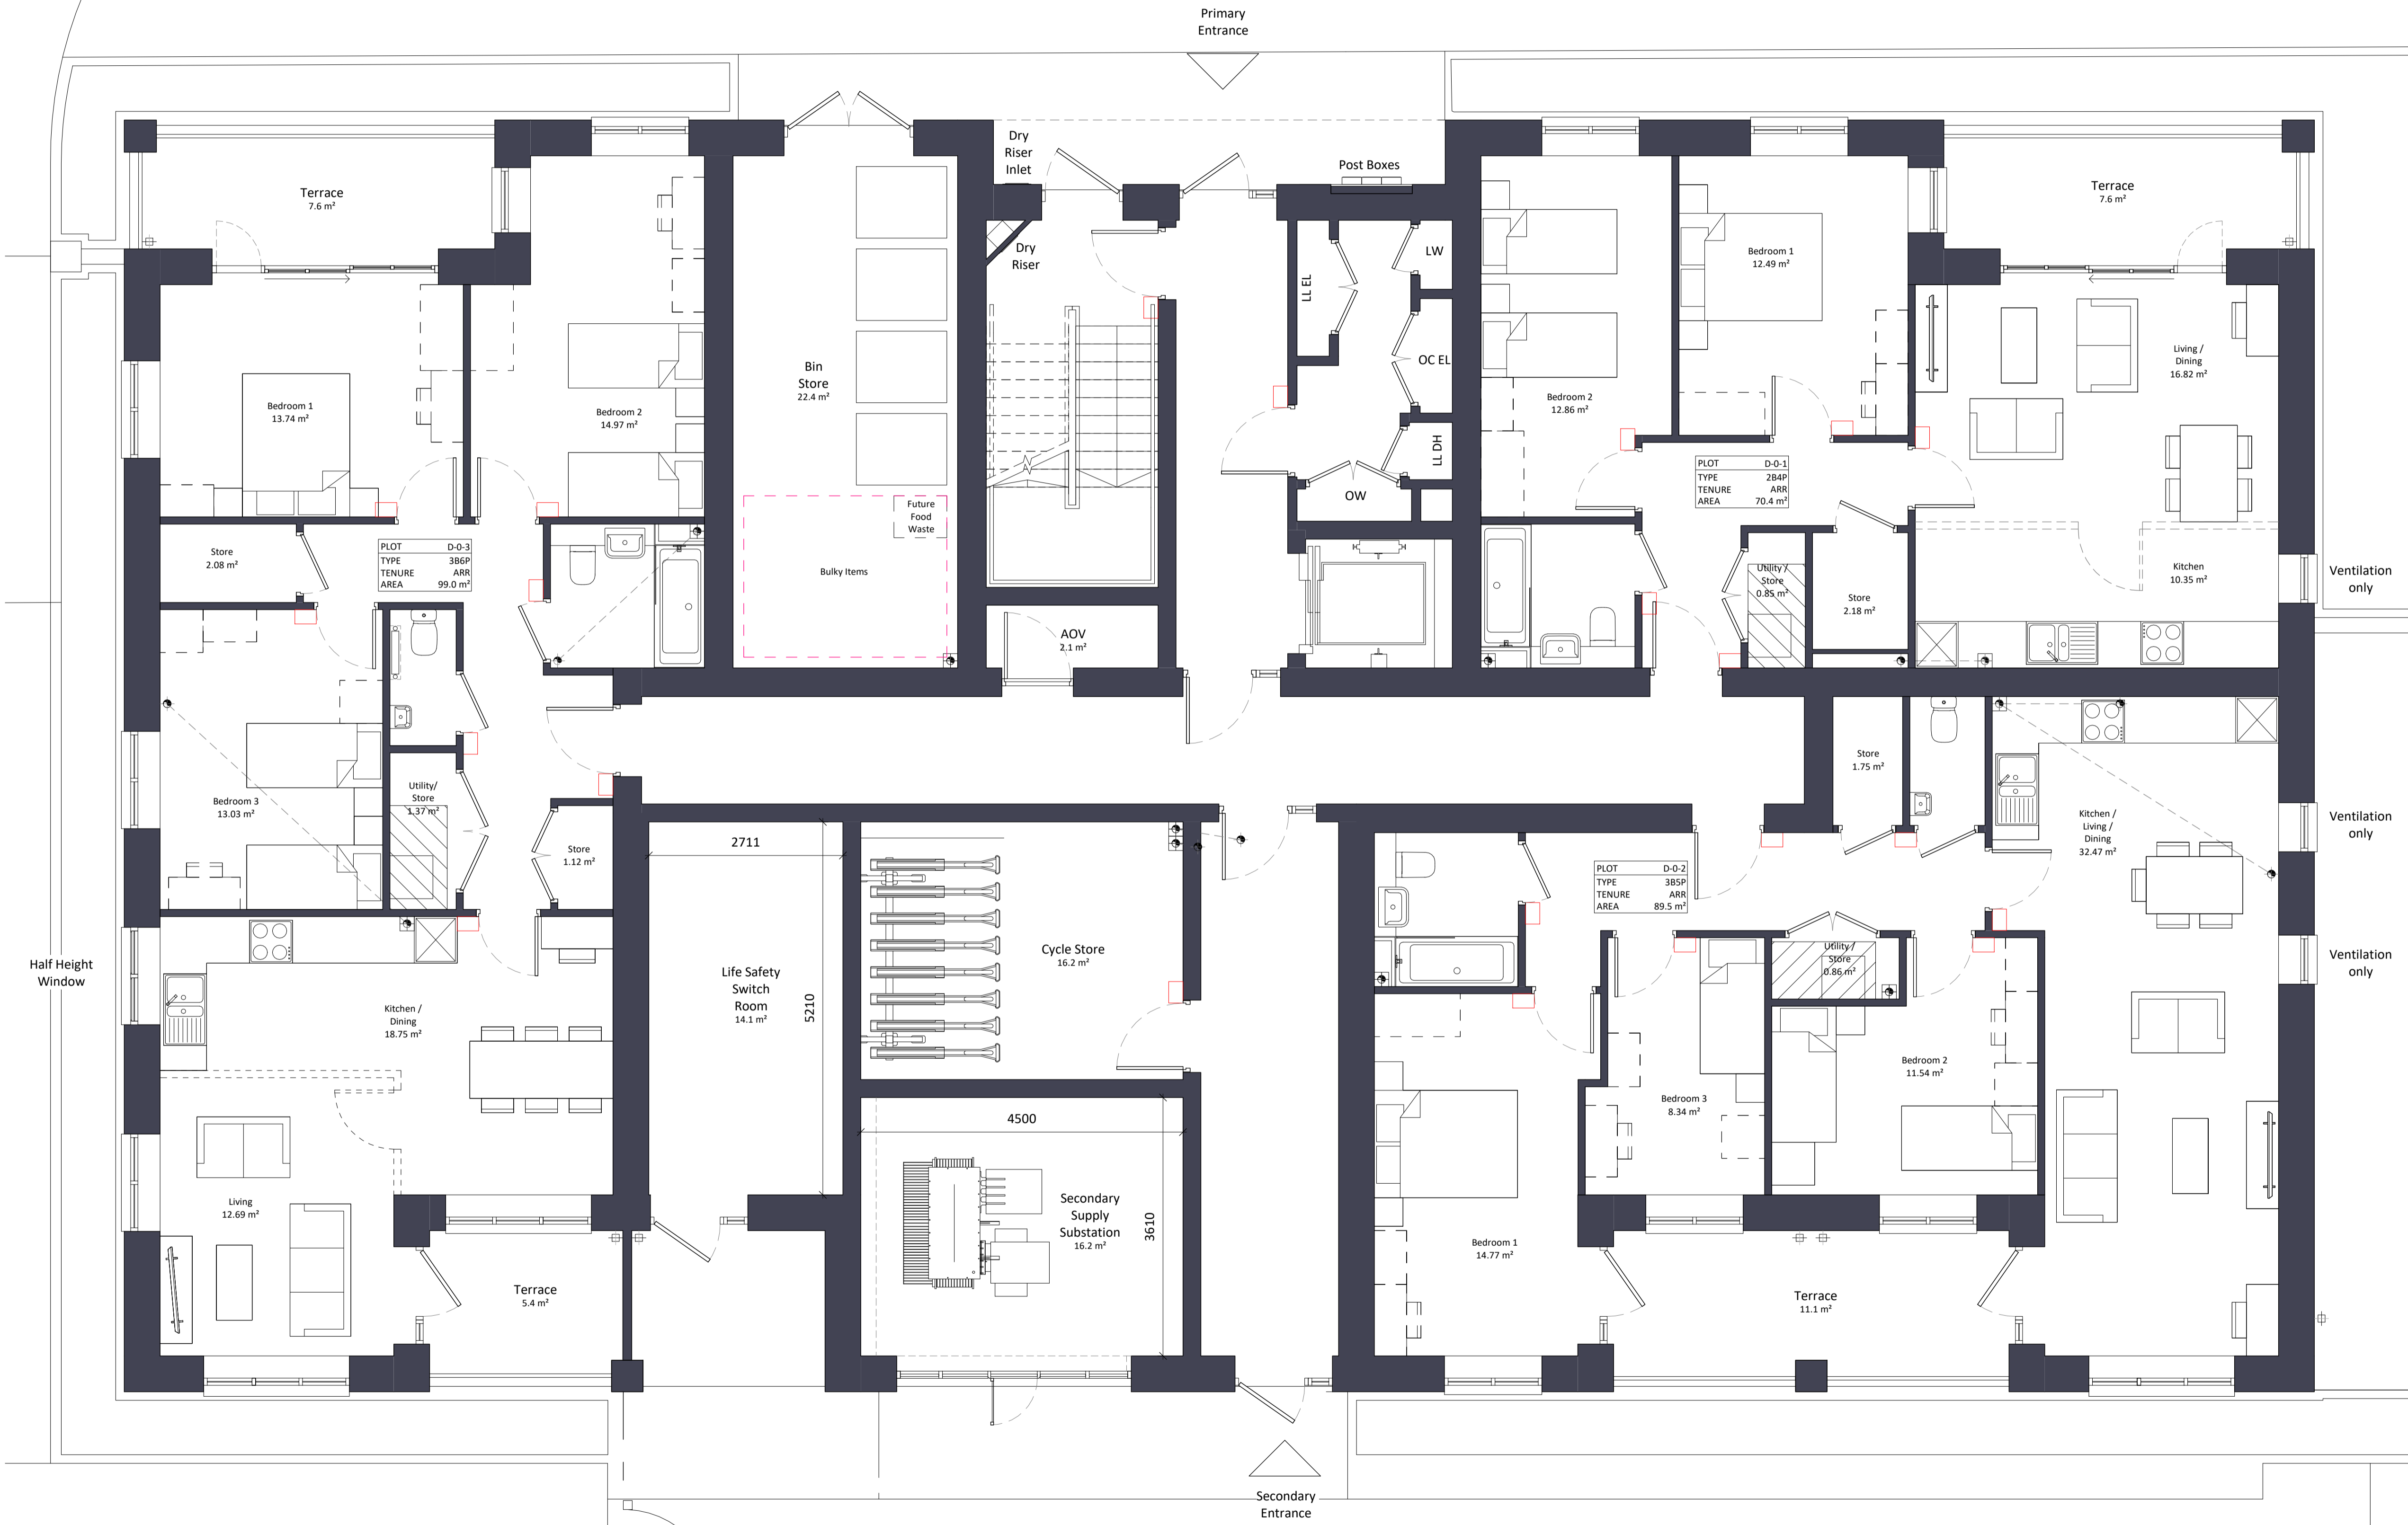 Primary
Entrance
Dry
Riser
Inlet
Post Boxes
Terrace
7.6 m²
Terrace
7.6 m²
Dry
Riser
LW
LL EL
Bedroom 1
12.49 m²
OC EL
Living /
Dining
16.82 m²
Bin
Store
22.4 m²
Bedroom 1
13.74 m²
Bedroom 2
14.97 m²
Bedroom 2
12.86 m²
LL DH
OW
PLOT D-0-1
TYPE 2B4P
TENURE ARR
AREA 70.4 m²
Future
Food
Waste
Store
2.08 m²
PLOT D-0-3
TYPE 3B6P
TENURE ARR
AREA 99.0 m²
Bulky Items
Utility /
Store
0.85 m²
Store
2.18 m²
Kitchen
10.35 m²
Ventilation
only
AOV
2.1 m²
Store
1.75 m²
Utility/
Store
1.37 m²
Bedroom 3
13.03 m²
Store
1.12 m²
2711
5210
Kitchen /
Living /
Dining
32.47 m²
Ventilation
only
PLOT D-0-2
TYPE 3B5P
TENURE ARR
AREA 89.5 m²
Half Height
Window
Life Safety
Switch
Room
14.1 m²
Cycle Store
16.2 m²
Utility /
Store
0.86 m²
Ventilation
only
Kitchen /
Dining
18.75 m²
Bedroom 2
11.54 m²
Bedroom 3
8.34 m²
4500
3610
Living
12.69 m²
Secondary
Supply
Substation
16.2 m²
Bedroom 1
14.77 m²
Terrace
5.4 m²
Terrace
11.1 m²
Secondary
Entrance